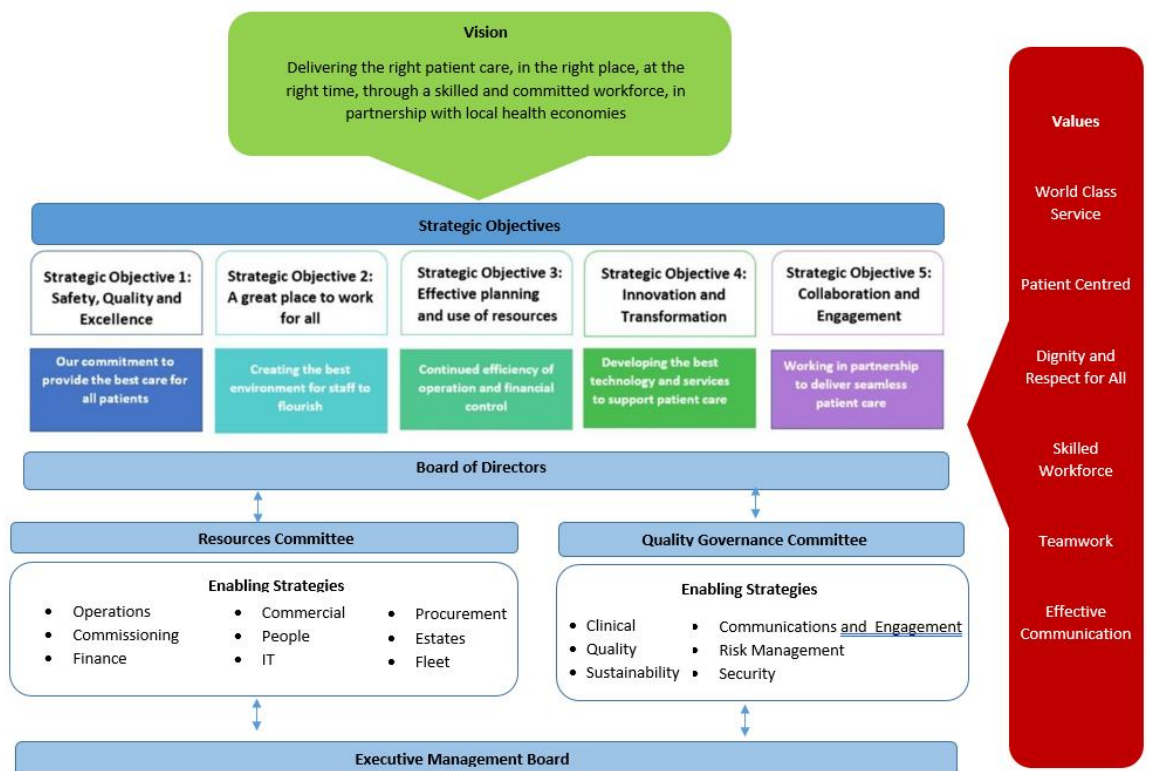 Vision
Delivering the right patient care, in the right place, at the
right time, through a skilled and committed workforce, in
partnership with local health economies
Strategic Objectives
Strategic Objective 1:
Safety, Quality and
Excellence
Our commitment to
provide the best care for
all patients
Strategic Objective 2:
A great place to work
for all
Creating the best
environment for staff to
flourish
Strategic Objective 3:
Effective planning
and use of resources
Continued efficiency of
operation and financial
control
Strategic Objective 4:
Innovation and
Transformation
Developing the best
technology and services
to support patient care
Strategic Objective 5:
Collaboration and
Engagement
Working in partnership
to deliver seamless
patient care
Board of Directors
Resources Committee
Enabling Strategies
• Operations
• Commissioning
• Finance
• Commercial
• People
• IT
• Procurement
• Estates
• Fleet
Quality Governance Committee
Enabling Strategies
• Clinical
• Quality
• Sustainability
• Communications and Engagement
• Risk Management
• Security
Executive Management Board
Values
World Class
Service
Patient Centred
Dignity and
Respect for All
Skilled
Workforce
Teamwork
Effective
Communication